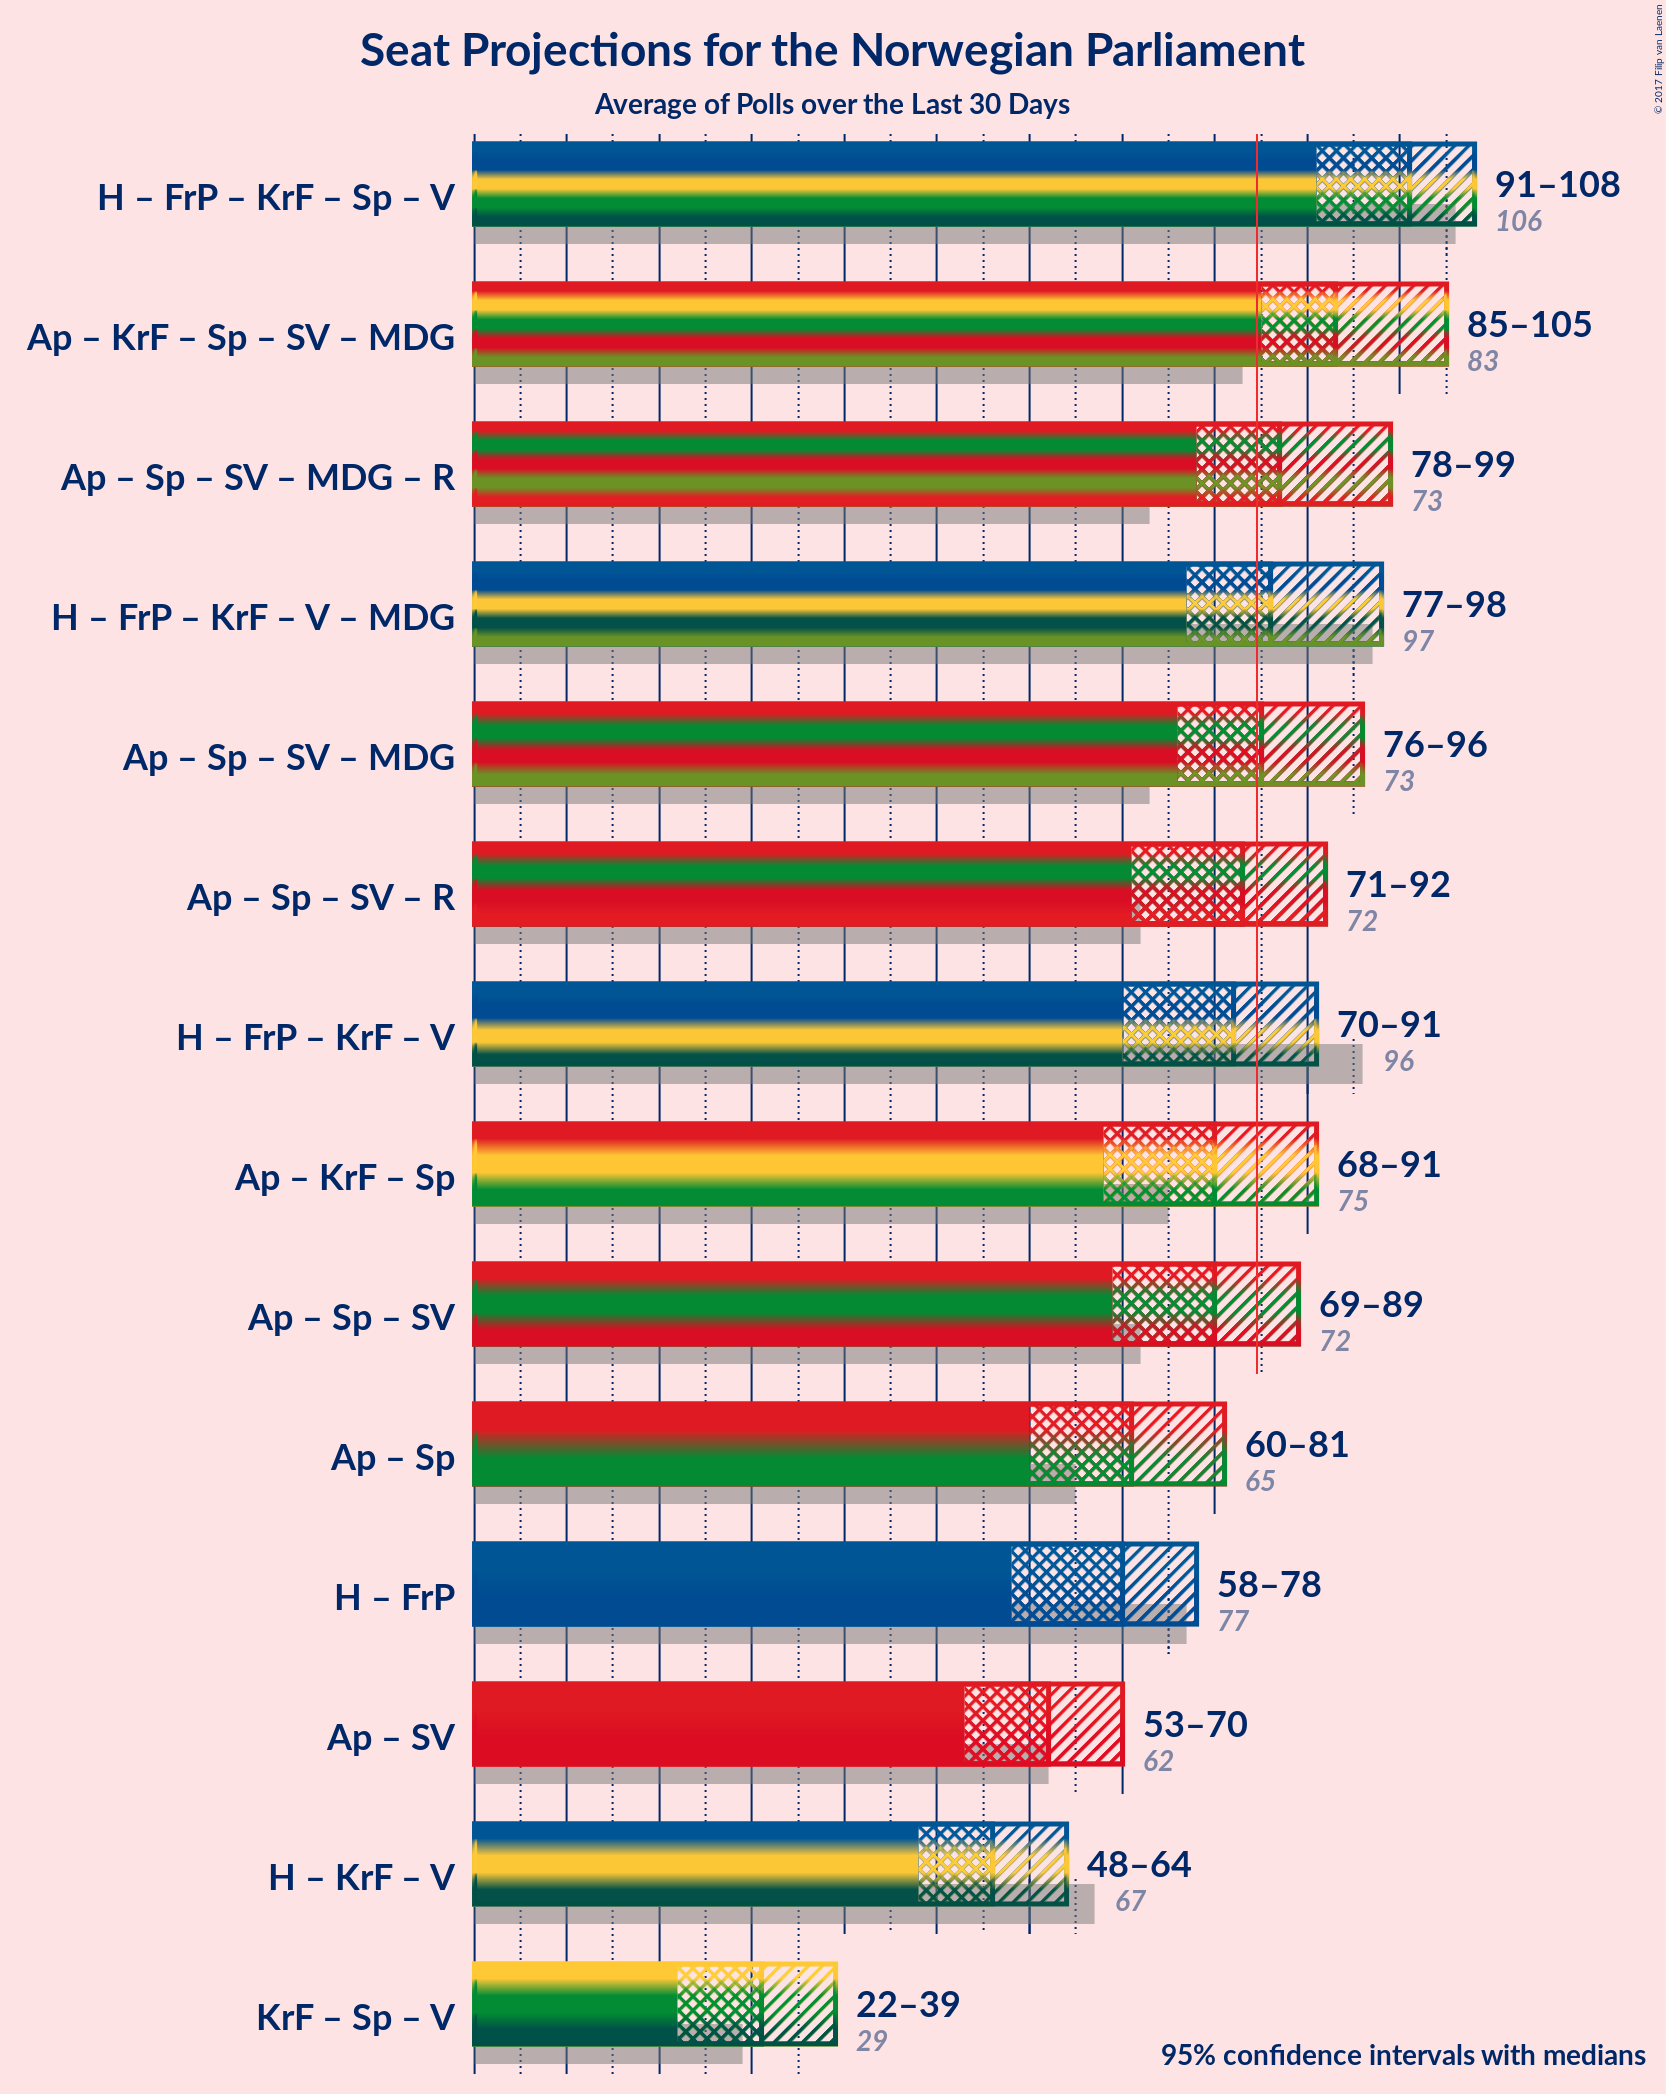 Seat Projections for the Norwegian Parliament
Average of Polls over the Last 30 Days
© 2017 Filip van Laenen
H – FrP – KrF – Sp – V
91–108
106
Ap – KrF – Sp – SV – MDG
85–105
83
Ap – Sp – SV – MDG – R
78–99
73
H – FrP – KrF – V – MDG
77–98
97
Ap – Sp – SV – MDG
76–96
73
Ap – Sp – SV – R
71–92
72
H – FrP – KrF – V
70–91
96
Ap – KrF – Sp
68–91
75
Ap – Sp – SV
69–89
72
Ap – Sp
60–81
65
H – FrP
58–78
77
Ap – SV
53–70
62
H – KrF – V
48–64
67
KrF – Sp – V
22–39
29
95% confidence intervals with medians